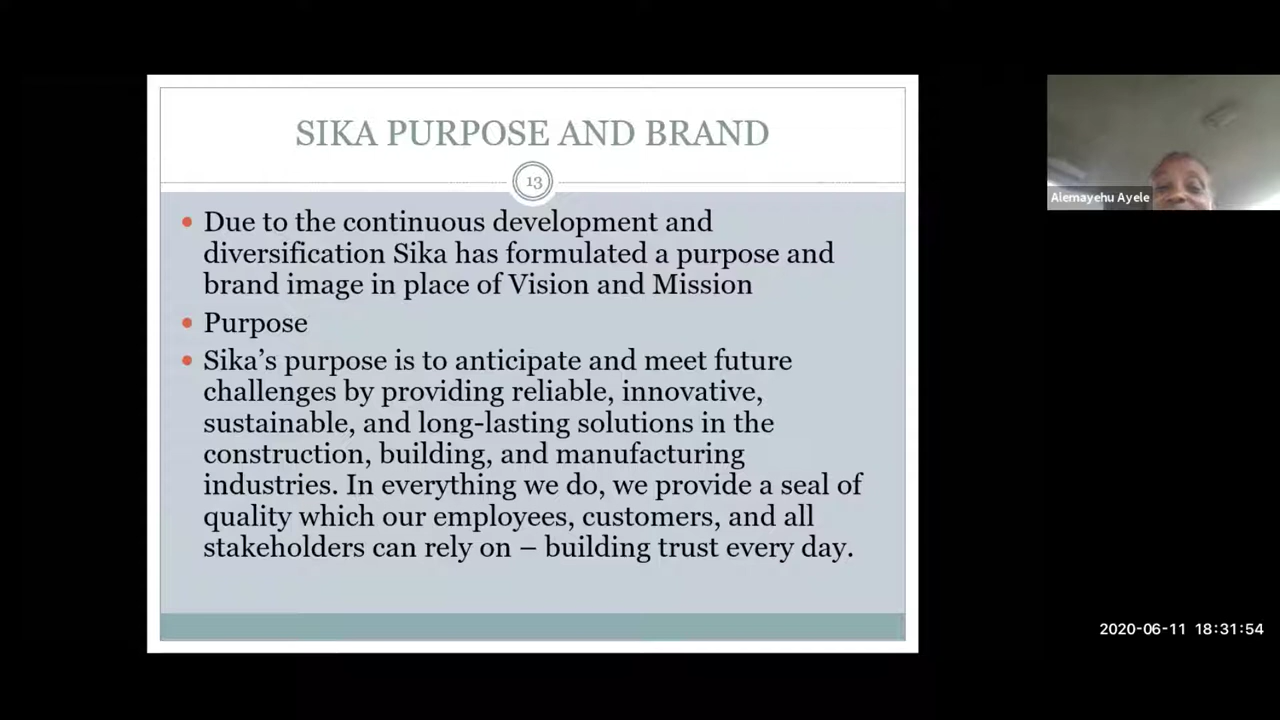 SIKA PURPOSE AND BRAND
13
• Due to the continuous development and
diversification Sika has formulated a purpose and
brand image in place of Vision and Mission
• Purpose
• Sika’s purpose is to anticipate and meet future
challenges by providing reliable, innovative,
sustainable, and long-lasting solutions in the
construction, building, and manufacturing
industries. In everything we do, we provide a seal of
quality which our employees, customers, and all
stakeholders can rely on – building trust every day.
Alemayehu Ayele
2020-06-11 18:31:54